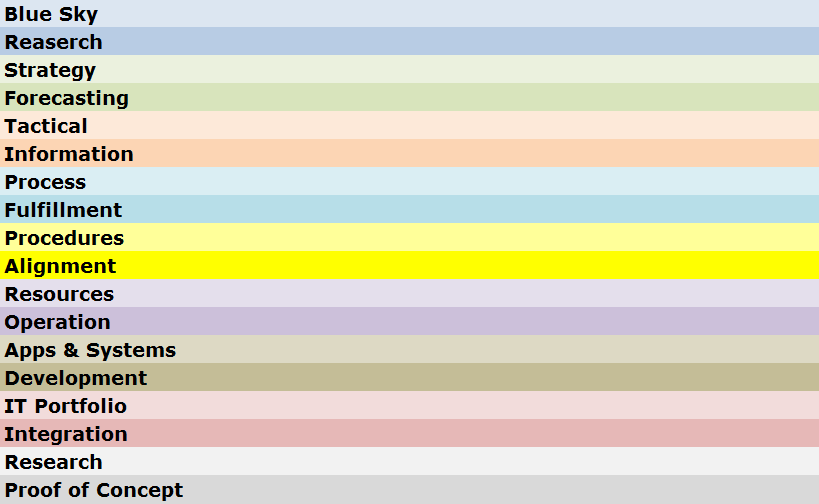 Blue Sky
Reaserch
Strategy
Forecasting
Tactical
Information
Process
Fulfillment
Procedures
Alignment
Resources
Operation
Apps & Systems
Development
IT Portfolio
Integration
Research
Proof of Concept